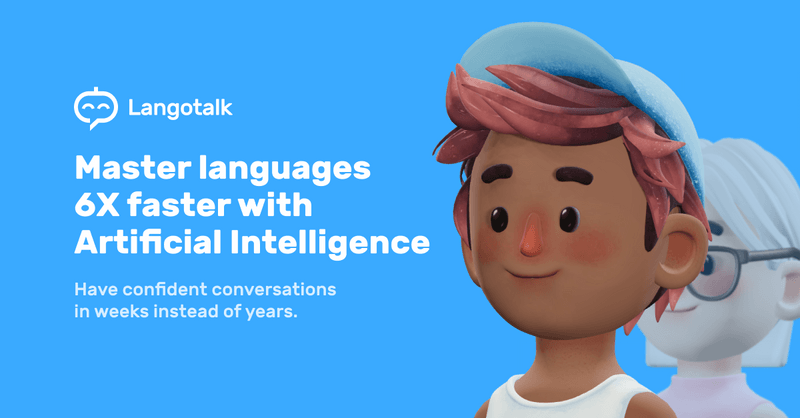 Langotalk
Master languages
6X faster with
Artificial Intelligence
Have confident conversations
in weeks instead of years.